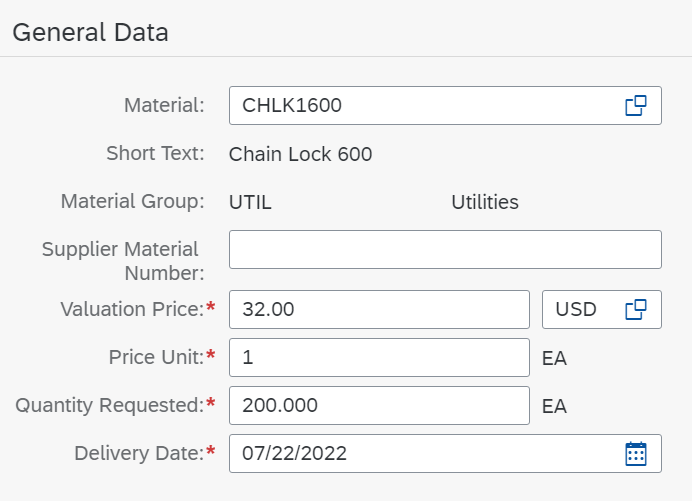 General Data
Material: CHLK1600
Short Text: Chain Lock 600
Material Group: UTIL Utilities
Supplier Material
Number:
Valuation Price:* 32.00 USD
Price Unit:* 1 EA
Quantity Requested:* 200.000 EA
Delivery Date:* 07/22/2022